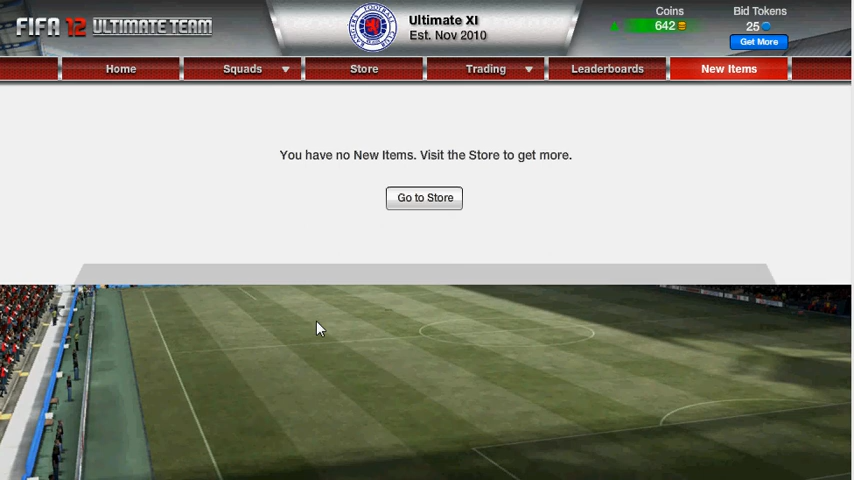 FIFA 12 ULTIMATE TEAM
Ultimate XI
Est. Nov 2010
Coins
642
Bid Tokens
25
Get More
Home
Squads
Store
Trading
Leaderboards
New Items
You have no New Items. Visit the Store to get more.
Go to Store